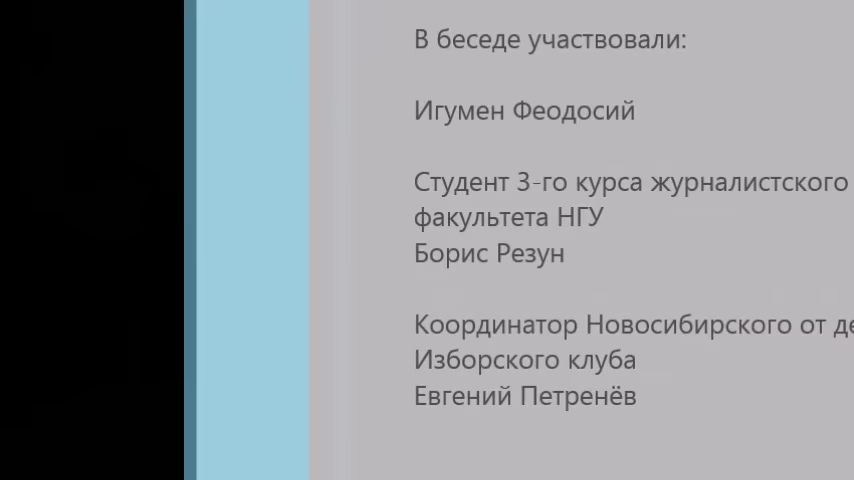 В беседе участвовали:
Игумен Феодосий
Студент 3-го курса журналистского
факультета НГУ
Борис Резун
Координатор Новосибирского от
Изборского клуба
Евгений Петренёв